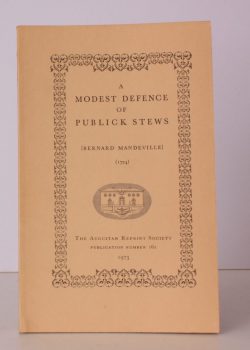 A
MODEST DEFENCE
OF
PUBLICK STEWS
[BERNARD MANDEVILLE]
(1724)
THE AUGUSTAN REPRINT SOCIETY
PUBLICATION NUMBER 162
1973